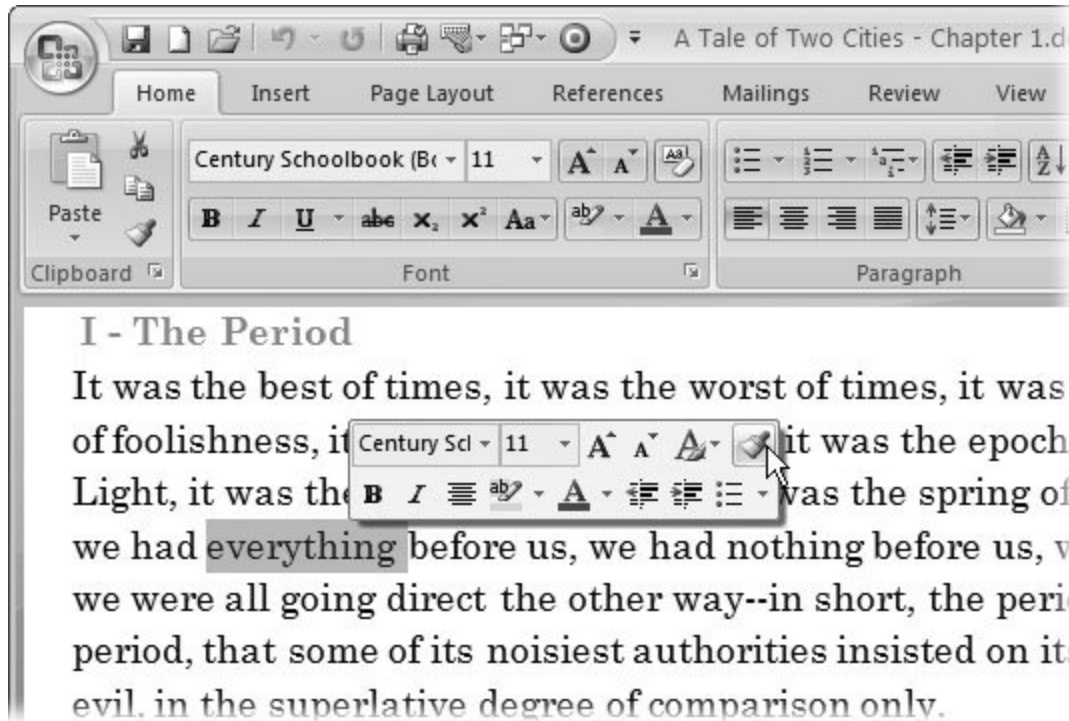 A Tale of Two Cities - Chapter 1.d
Home Insert Page Layout References Mailings Review View
Century Schoolbook (Bo 11 A A Aa
Paste B I U abe x₂ x² Aa ab A A Z
Clipboard Font Paragraph
I - The Period
It was the best of times, it was the worst of times, it was
of foolishness, it Century Scl 11 A A A it was the epoch
Light, it was the B I ab A was the spring of
we had everything before us, we had nothing before us,
we were all going direct the other way--in short, the peri
period, that some of its noisiest authorities insisted on it
evil, in the superlative degree of comparison only.